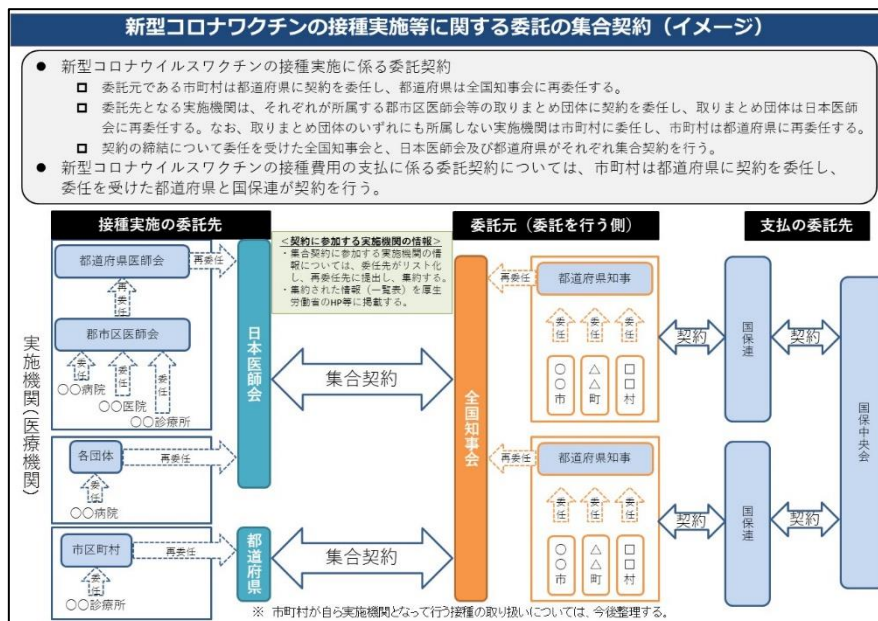 新型コロナワクチンの接種実施等に関する委託の集合契約（イメージ）
● 新型コロナウイルスワクチンの接種実施に係る委託契約
□ 委託元である市町村は都道府県に契約を委任し、都道府県は全国知事会に再委任する。
□ 委託先となる実施機関は、それぞれが所属する郡市区医師会等の取りまとめ団体に契約を委任し、取りまとめ団体は日本医師
会に再委任する。なお、取りまとめ団体のいずれにも所属しない実施機関は市町村に委任し、市町村は都道府県に再委任する。
□ 契約の締結について委任を受けた全国知事会と、日本医師会及び都道府県がそれぞれ集合契約を行う。
● 新型コロナウイルスワクチンの接種費用の支払に係る委託契約については、市町村は都道府県に契約を委任し、
委任を受けた都道府県と国保連が契約を行う。
接種実施の委託先
委託元（委託を行う側）
支払の委託先
＜契約に参加する実施機関の情報＞
・集合契約に参加する実施機関の情
報については、委任先がリスト化
し、再委任先に提出し、集約する。
・集約された情報（一覧表）を厚生
労働省のHP等に掲載する。
実施機関（医療機関）
都道府県医師会
再委任
再委任
郡市区医師会
委任
委任
委任
〇〇病院
〇〇医院
〇〇診療所
各団体
再委任
委任
〇〇病院
市区町村
再委任
委任
〇〇診療所
日本医師会
都道府県
集合契約
集合契約
全国知事会
再委任
都道府県知事
委任
委任
委任
〇〇市
△△町
□□村
再委任
都道府県知事
委任
委任
委任
〇〇市
△△町
□□村
契約
国保連
契約
契約
国保連
契約
国保中央会
※ 市町村が自ら実施機関となって行う接種の取り扱いについては、今後整理する。